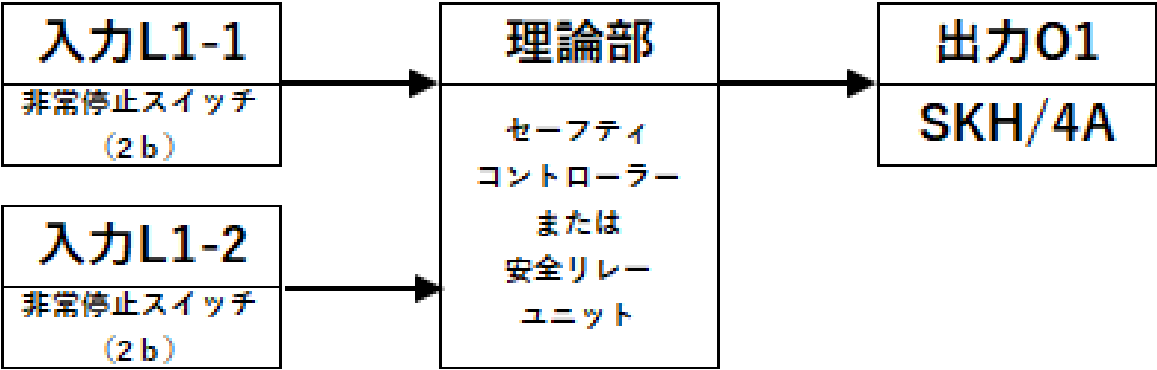 入力L1-1
非常停止スイッチ
（2ｂ）
入力L1-2
非常停止スイッチ
（2ｂ）
理論部
セーフティ
コントローラー
または
安全リレー
ユニット
出力O1
SKH/4A